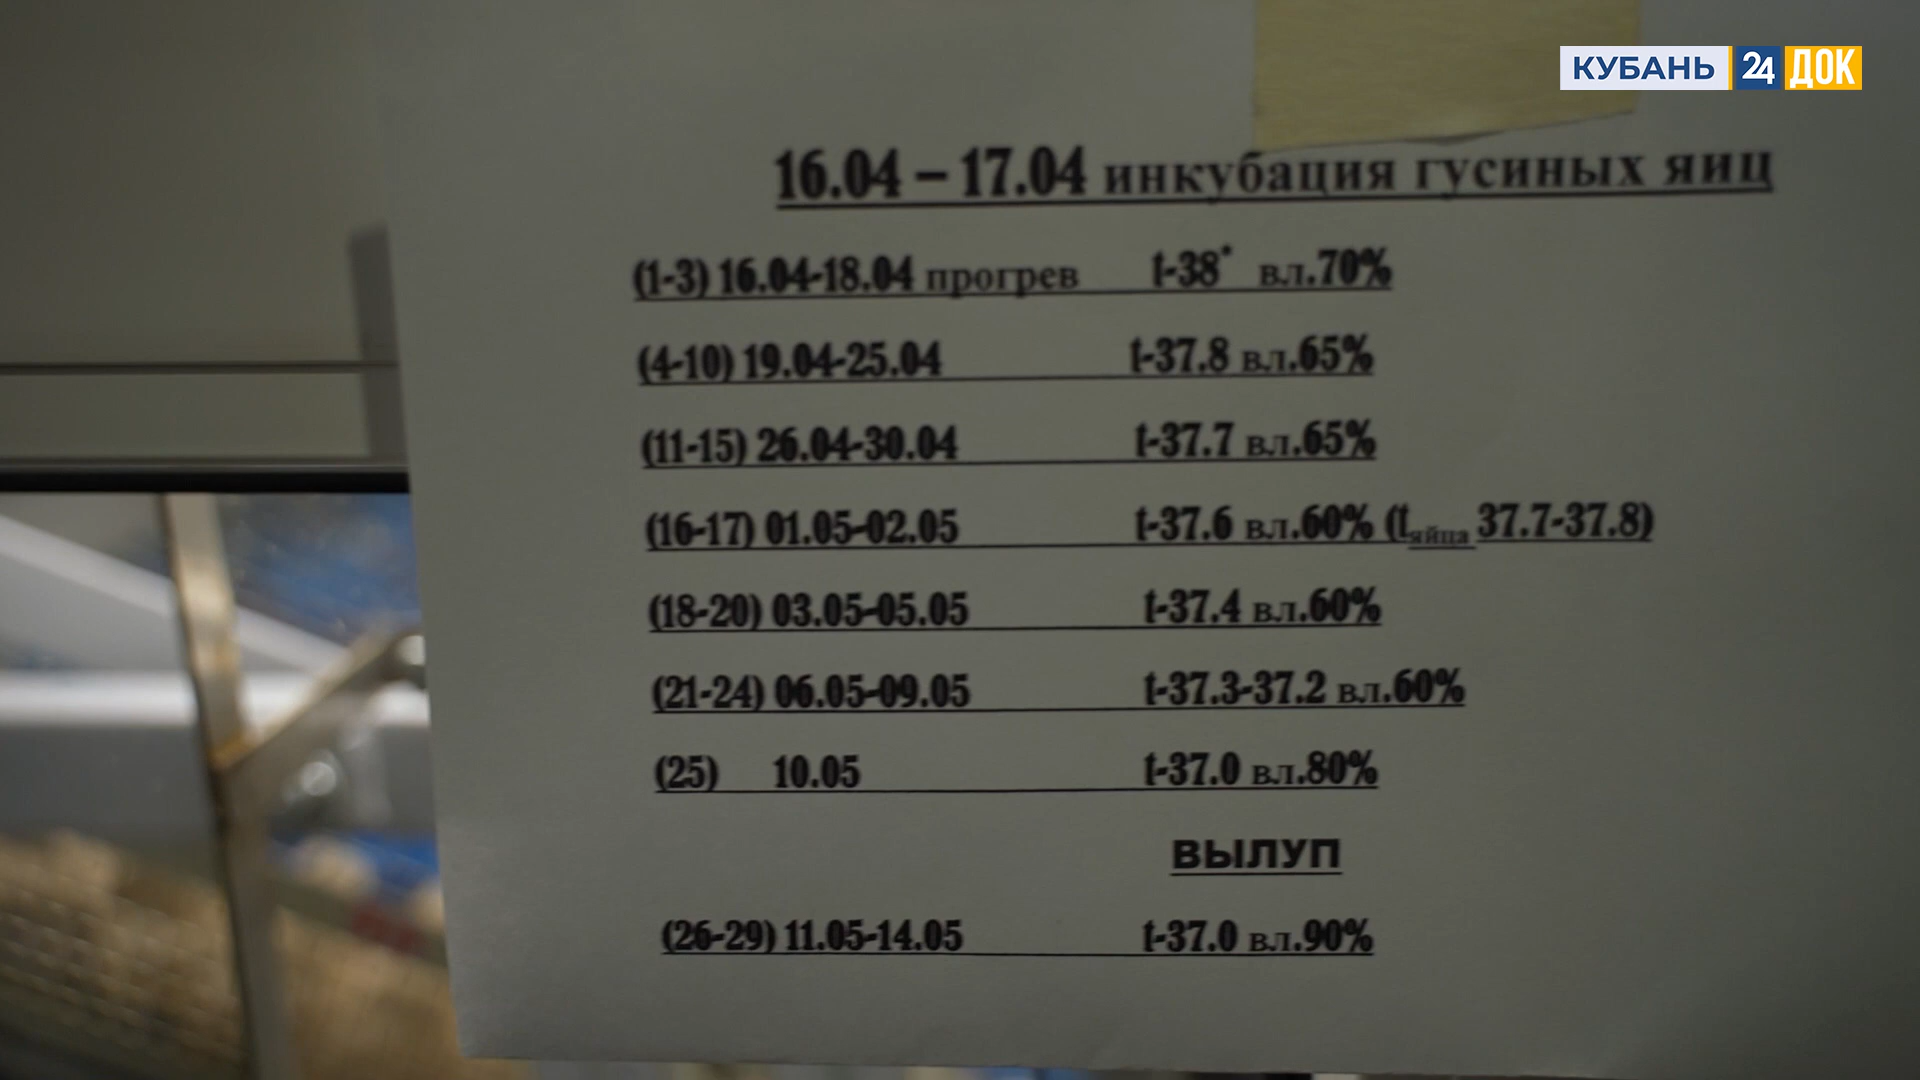 КУБАНЬ 24 ДОК
16.04 – 17.04 инкубация гусиных яиц
(1-3) 16.04-18.04 прогрев t-38* вл.70%
(4-10) 19.04-25.04 t-37.8 вл.65%
(11-15) 26.04-30.04 t-37.7 вл.65%
(16-17) 01.05-02.05 t-37.6 вл.60% (tяйца 37.7-37.8)
(18-20) 03.05-05.05 t-37.4 вл.60%
(21-24) 06.05-09.05 t-37.3-37.2 вл.60%
(25) 10.05 t-37.0 вл.80%
ВЫЛУП
(26-29) 11.05-14.05 t-37.0 вл.90%